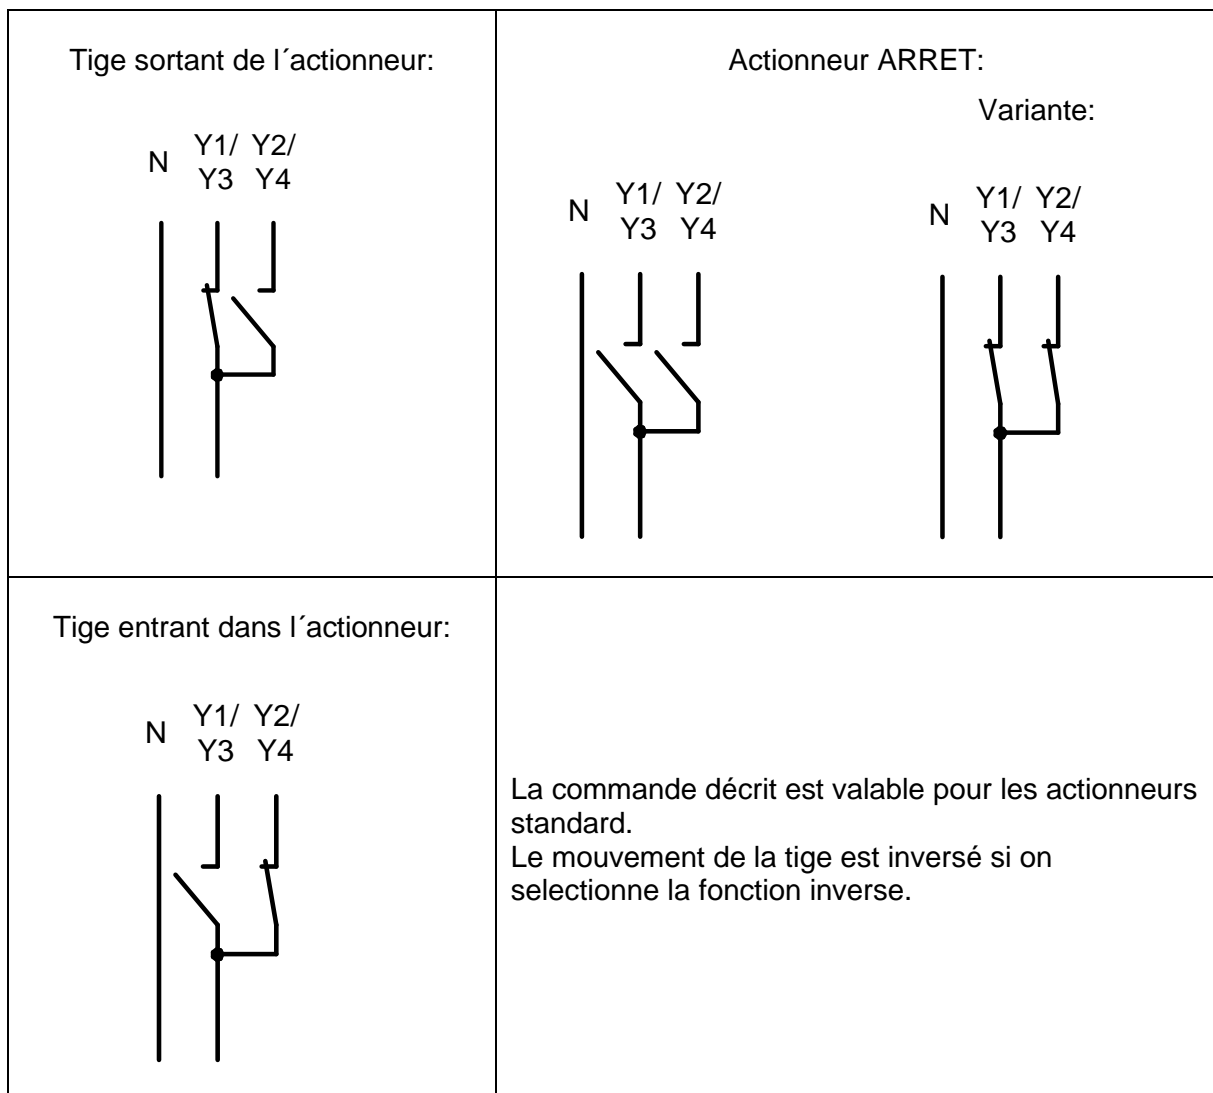 Tige sortant de l´actionneur:
N Y1/ Y2/
Y3 Y4
Actionneur ARRET:
Variante:
N Y1/ Y2/
Y3 Y4
N Y1/ Y2/
Y3 Y4
Tige entrant dans l´actionneur:
N Y1/ Y2/
Y3 Y4
La commande décrit est valable pour les actionneurs
standard.
Le mouvement de la tige est inversé si on
selectionne la fonction inverse.